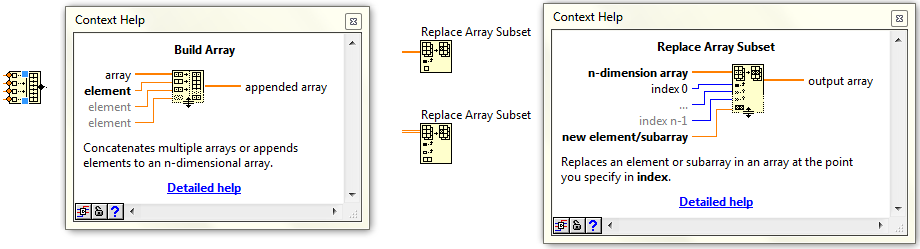 Context Help
Build Array
array
element
element
element
appended array
Concatenates multiple arrays or appends
elements to an n-dimensional array.
Detailed help
?
Replace Array Subset
Replace Array Subset
Context Help
Replace Array Subset
n-dimension array
index 0
...
index n-1
new element/subarray
output array
Replaces an element or subarray in an array at the point
you specify in index.
Detailed help
?